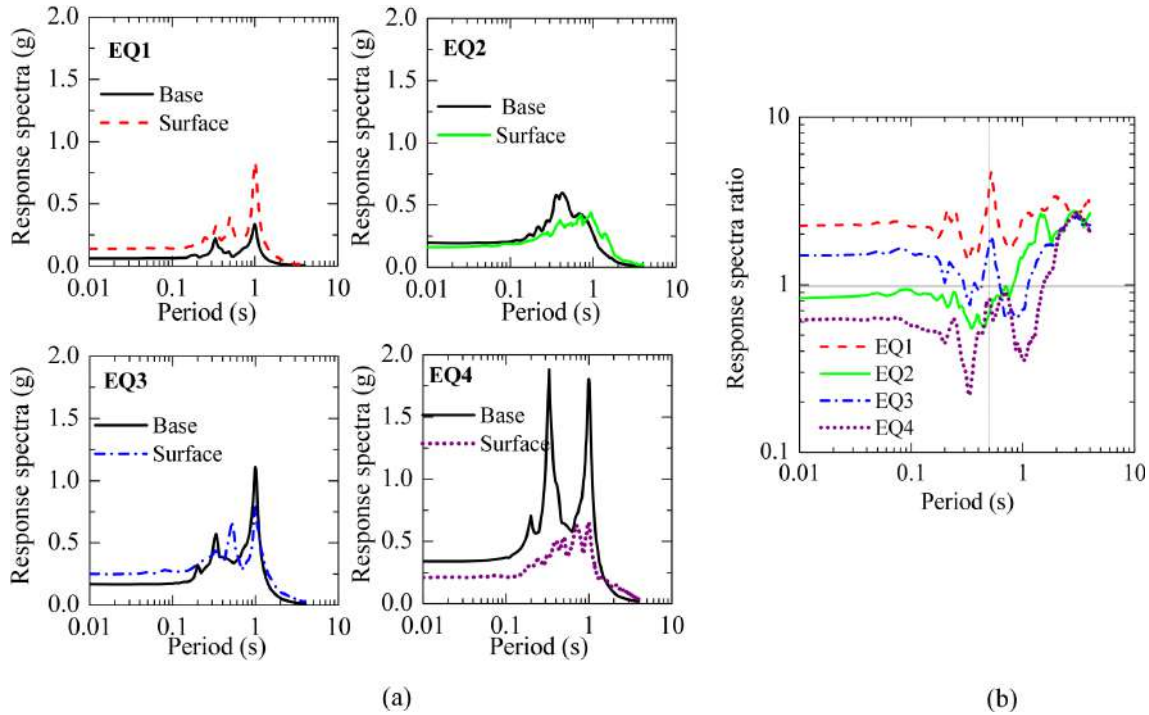 2.0
1.5
1.0
0.5
0.0
Response spectra (g)
EQ1
Base
Surface
0.01
0.1
1
10
Period (s)
2.0
1.5
1.0
0.5
0.0
Response spectra (g)
EQ2
Base
Surface
0.01
0.1
1
10
Period (s)
2.0
1.5
1.0
0.5
0.0
Response spectra (g)
EQ3
Base
Surface
0.01
0.1
1
10
Period (s)
2.0
1.5
1.0
0.5
0.0
Response spectra (g)
EQ4
Base
Surface
0.01
0.1
1
10
Period (s)
(a)
10
1
0.1
Response spectra ratio
EQ1
EQ2
EQ3
EQ4
0.01
0.1
1
10
Period (s)
(b)